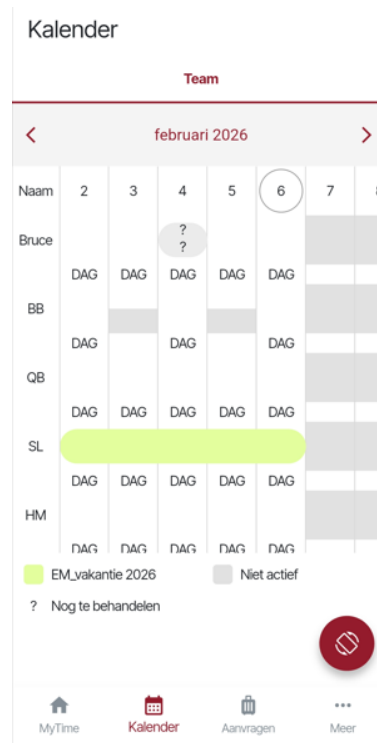 Kalender
Team
februari 2026
Naam 2 3 4 5 6 7
Bruce ? ?
DAG DAG DAG DAG DAG
BB
DAG DAG DAG
QB
DAG DAG DAG DAG DAG
SL
DAG DAG DAG DAG DAG
HM
DAG DAG DAG DAG DAG
EM_vakantie 2026 Niet actief
? Nog te behandelen
MyTime Kalender Aanvragen Meer